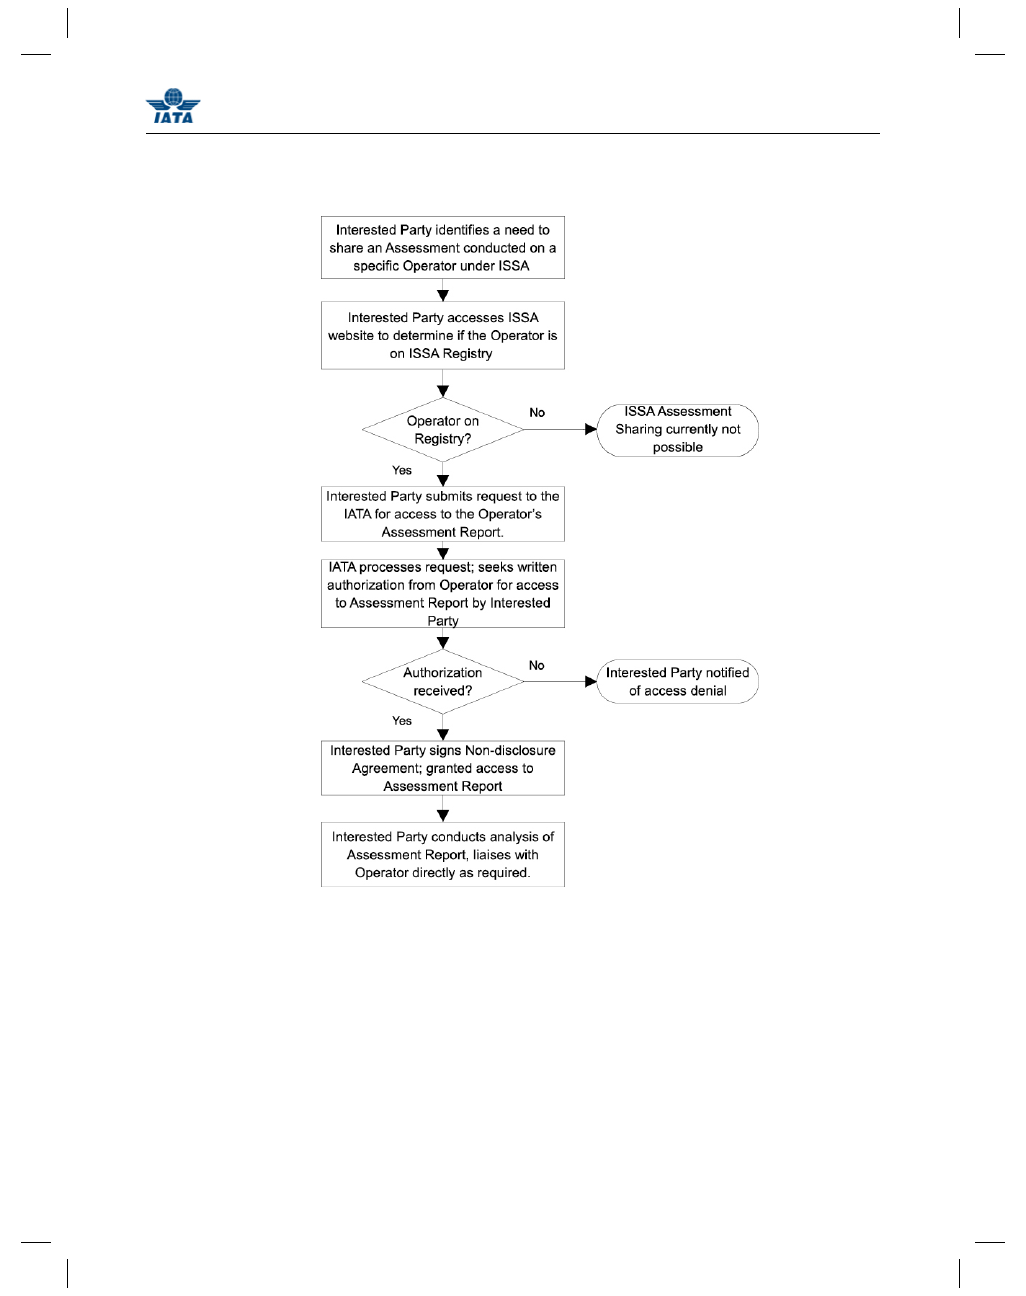 IATA
Interested Party identifies a need to
share an Assessment conducted on a
specific Operator under ISSA
Interested Party accesses ISSA
website to determine if the Operator is
on ISSA Registry
Operator on
Registry?
No
ISSA Assessment
Sharing currently not
possible
Yes
Interested Party submits request to the
IATA for access to the Operator's
Assessment Report.
IATA processes request; seeks written
authorization from Operator for access
to Assessment Report by Interested
Party
Authorization
received?
No
Interested Party notified
of access denial
Yes
Interested Party signs Non-disclosure
Agreement; granted access to
Assessment Report
Interested Party conducts analysis of
Assessment Report, liaises with
Operator directly as required.